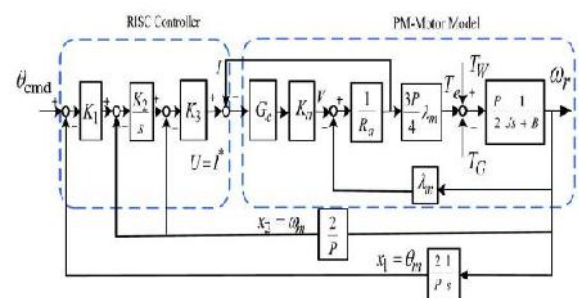 RISC Controller
PM-Motor Model
θcmd
K1
K2
s
K3
I
U=I*
Gc
Ka
V
1
Ra
3P
4
λm
Te
TW
TG
P 1
2 Js+B
ωr
x2=ωm
2
P
x1=θm
2 1
P s